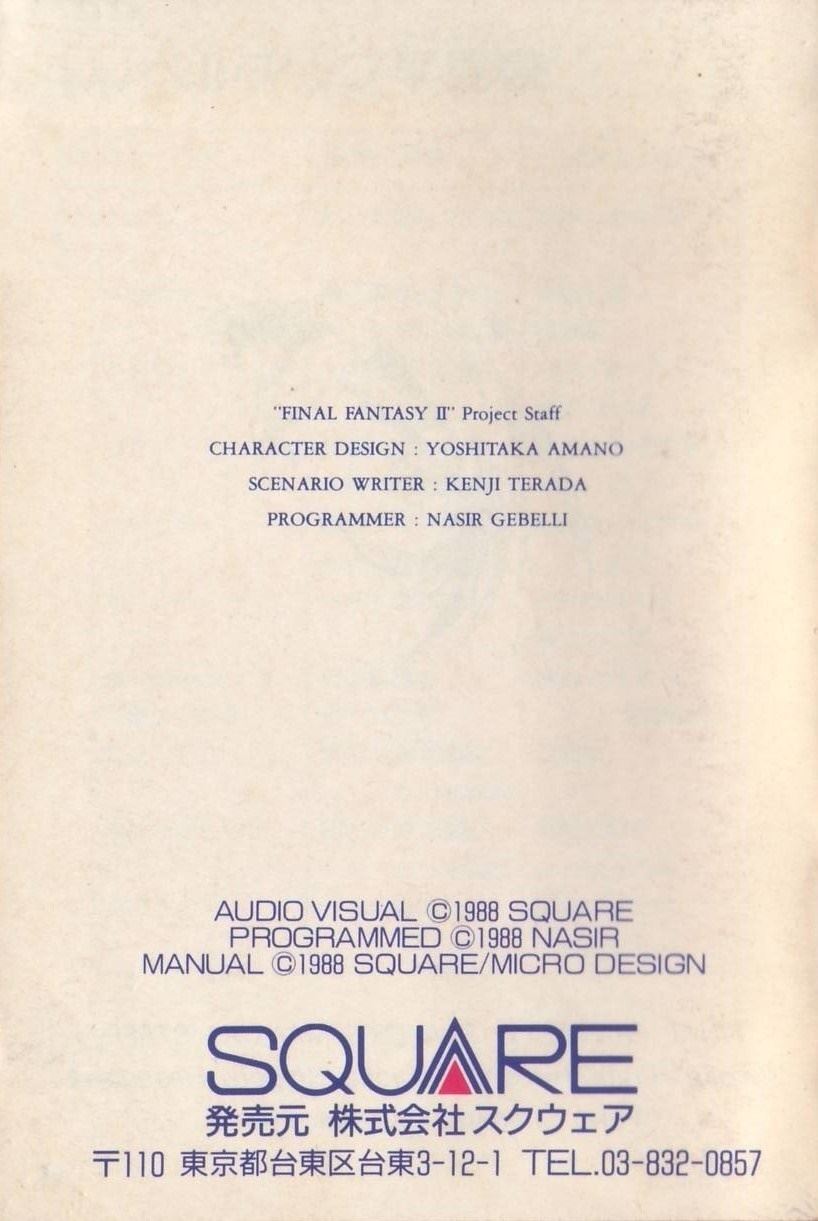 "FINAL FANTASY II" Project Staff
CHARACTER DESIGN : YOSHITAKA AMANO
SCENARIO WRITER : KENJI TERADA
PROGRAMMER : NASIR GEBELLI
AUDIO VISUAL ©1988 SQUARE
PROGRAMMED ©1988 NASIR
MANUAL ©1988 SQUARE/MICRO DESIGN
SQUARE
発売元 株式会社スクウェア
〒110 東京都台東区台東3-12-1 TEL.03-832-0857